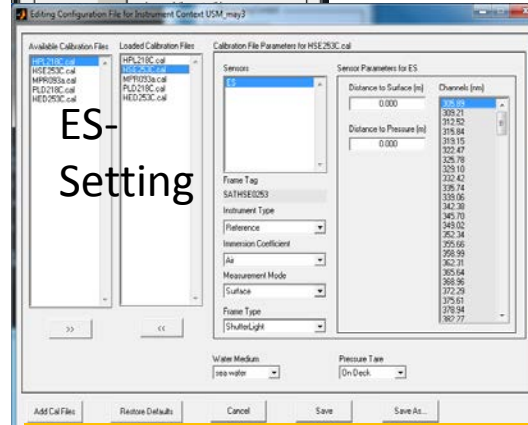 Editing Configuration File for Instrument Context USM_may3
Available Calibration Files
Loaded Calibration Files
Calibration File Parameters for HSE253C.cal
HPL218C.cal
HSE253C.cal
MPR093a.cal
PLD218C.cal
HED253C.cal
HPL218C.cal
HSE253C.cal
MPR093a.cal
PLD218C.cal
HED253C.cal
ES-
Setting
>>
<<
Sensors
ES
Frame Tag
SATHSE0253
Instrument Type
Reference
Immersion Coefficient
Air
Measurement Mode
Surface
Frame Type
ShutterLight
Sensor Parameters for ES
Distance to Surface (m)
0.000
Distance to Pressure (m)
0.000
Channels (nm)
305.89
309.21
312.52
315.84
319.15
322.47
325.78
329.10
332.42
335.74
339.06
342.38
345.70
349.02
352.34
355.66
358.99
362.31
365.64
368.96
372.29
375.61
378.94
382.27
Water Medium
sea water
Pressure Tare
On Deck
Add Cal Files
Restore Defaults
Cancel
Save
Save As...